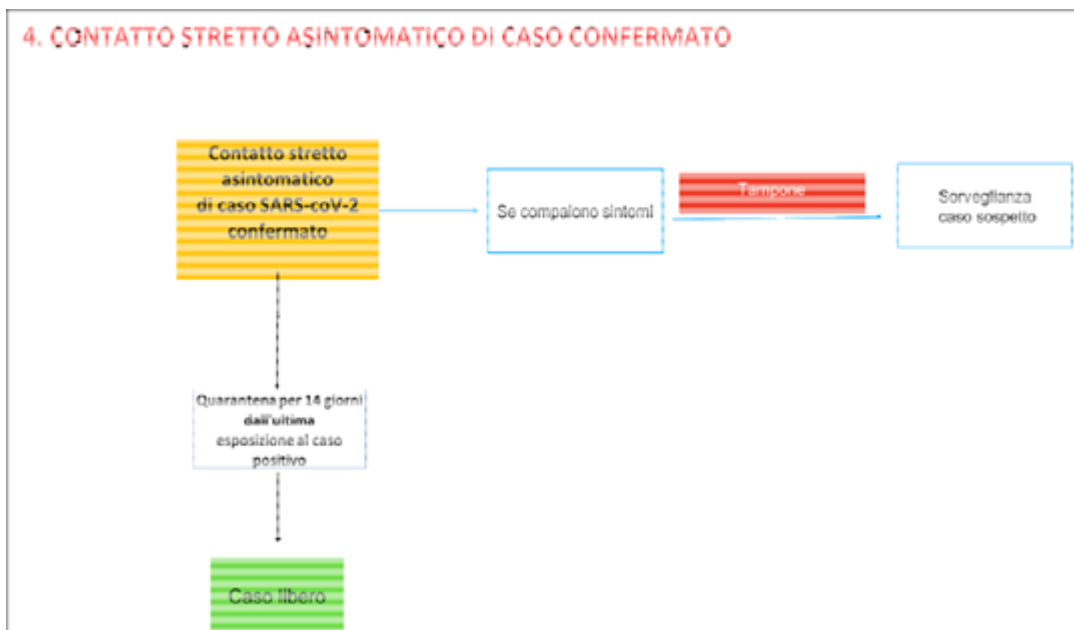 4. CONTATTO STRETTO ASINTOMATICO DI CASO CONFERMATO
Contatto stretto
asintomatico
di caso SARS-coV-2
confermato
Se compaiono sintomi
Tampone
Sorveglianza
caso sospetto
Quarantena per 14 giorni
dall'ultima
esposizione al caso
positivo
Caso libero